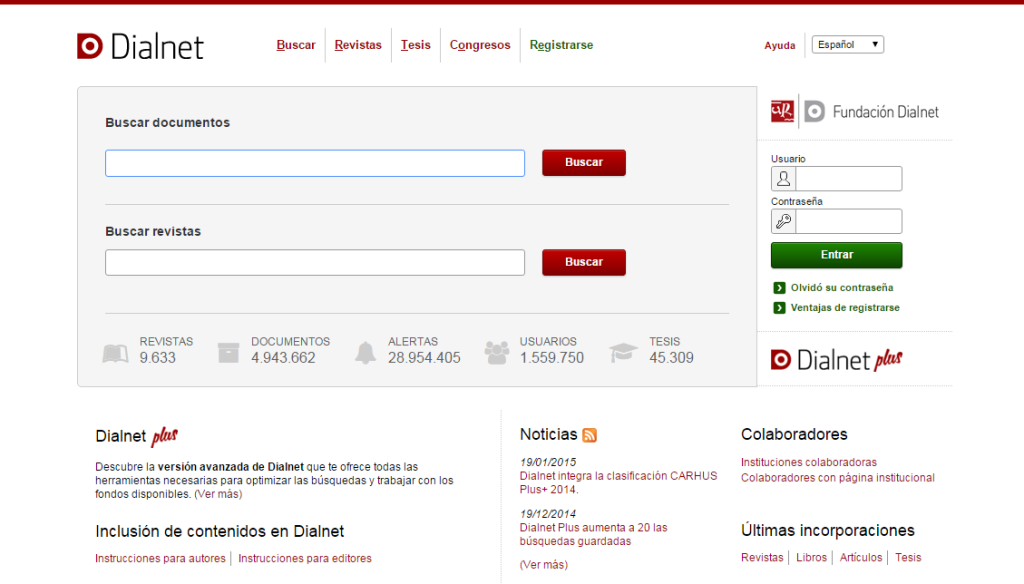 Dialnet
Buscar
Revistas
Tesis
Congresos
Registrarse
Ayuda
Español
Buscar documentos
Buscar
Buscar revistas
Buscar
REVISTAS
9.633
DOCUMENTOS
4.943.662
ALERTAS
28.954.405
USUARIOS
1.559.750
TESIS
45.309
Fundación Dialnet
Usuario
Contraseña
Entrar
Olvidó su contraseña
Ventajas de registrarse
Dialnet plus
Dialnet plus
Descubre la versión avanzada de Dialnet que te ofrece todas las
herramientas necesarias para optimizar las búsquedas y trabajar con los
fondos disponibles. (Ver más)
Inclusión de contenidos en Dialnet
Instrucciones para autores
Instrucciones para editores
Noticias
19/01/2015
Dialnet integra la clasificación CARHUS
Plus+ 2014.
19/12/2014
Dialnet Plus aumenta a 20 las
búsquedas guardadas
(Ver más)
Colaboradores
Instituciones colaboradoras
Colaboradores con página institucional
Últimas incorporaciones
Revistas
Libros
Artículos
Tesis